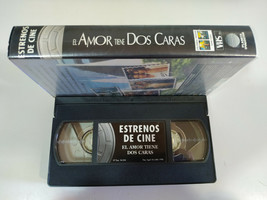 ESTRENOS
DE CINE
EL AMOR TIENE DOS CARAS
VHS
ESTRENOS
DE CINE
EL AMOR TIENE
DOS CARAS